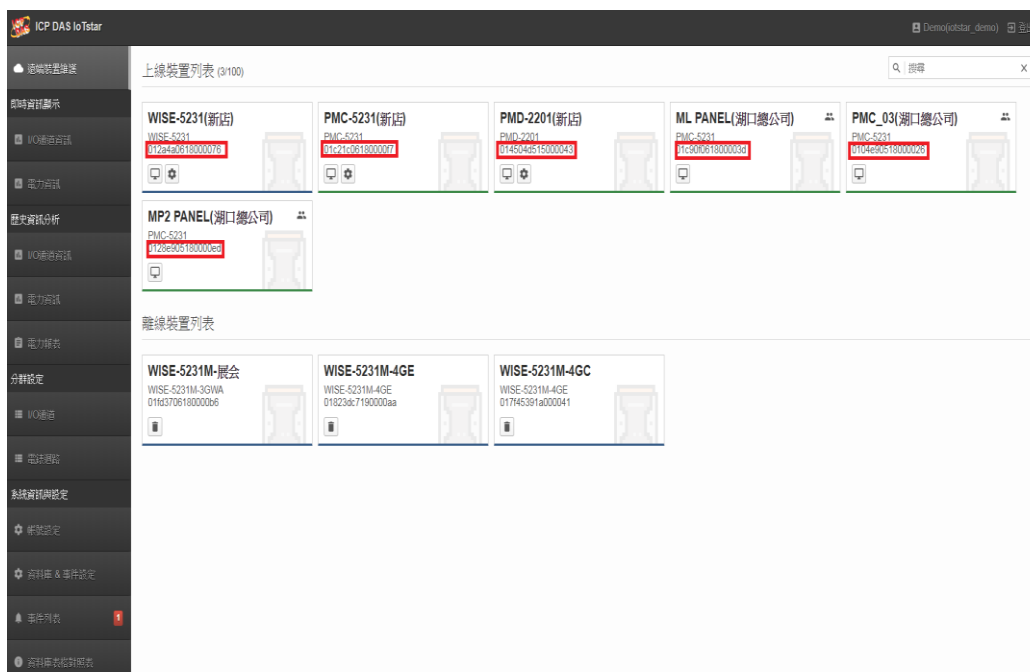 ICP DAS IoTstar
Demo(iotstar_demo)
遠端裝置維護
即時資訊顯示
I/O通道資訊
電力資訊
歷史資訊分析
I/O通道資訊
電力資訊
電力報表
分群設定
I/O通道
電錶迴路
系統資訊與設定
帳號設定
資料庫 & 事件設定
事件列表
1
資料庫表格對照表
上線裝置列表 (3/100)
搜尋
X
WISE-5231(新店)
WISE-5231
012a4a0618000076
PMC-5231(新店)
PMC-5231
01c21c06180000f7
PMD-2201(新店)
PMD-2201
014504d515000043
ML PANEL(湖口總公司)
PMC-5231
01c90f061800003d
PMC_03(湖口總公司)
PMC-5231
0104e90518000026
MP2 PANEL(湖口總公司)
PMC-5231
0128e905180000ed
離線裝置列表
WISE-5231M-展会
WISE-5231M-3GWA
01fd3706180000b6
WISE-5231M-4GE
WISE-5231M-4GE
01823dc7190000aa
WISE-5231M-4GC
WISE-5231M-4GE
017f45391a000041